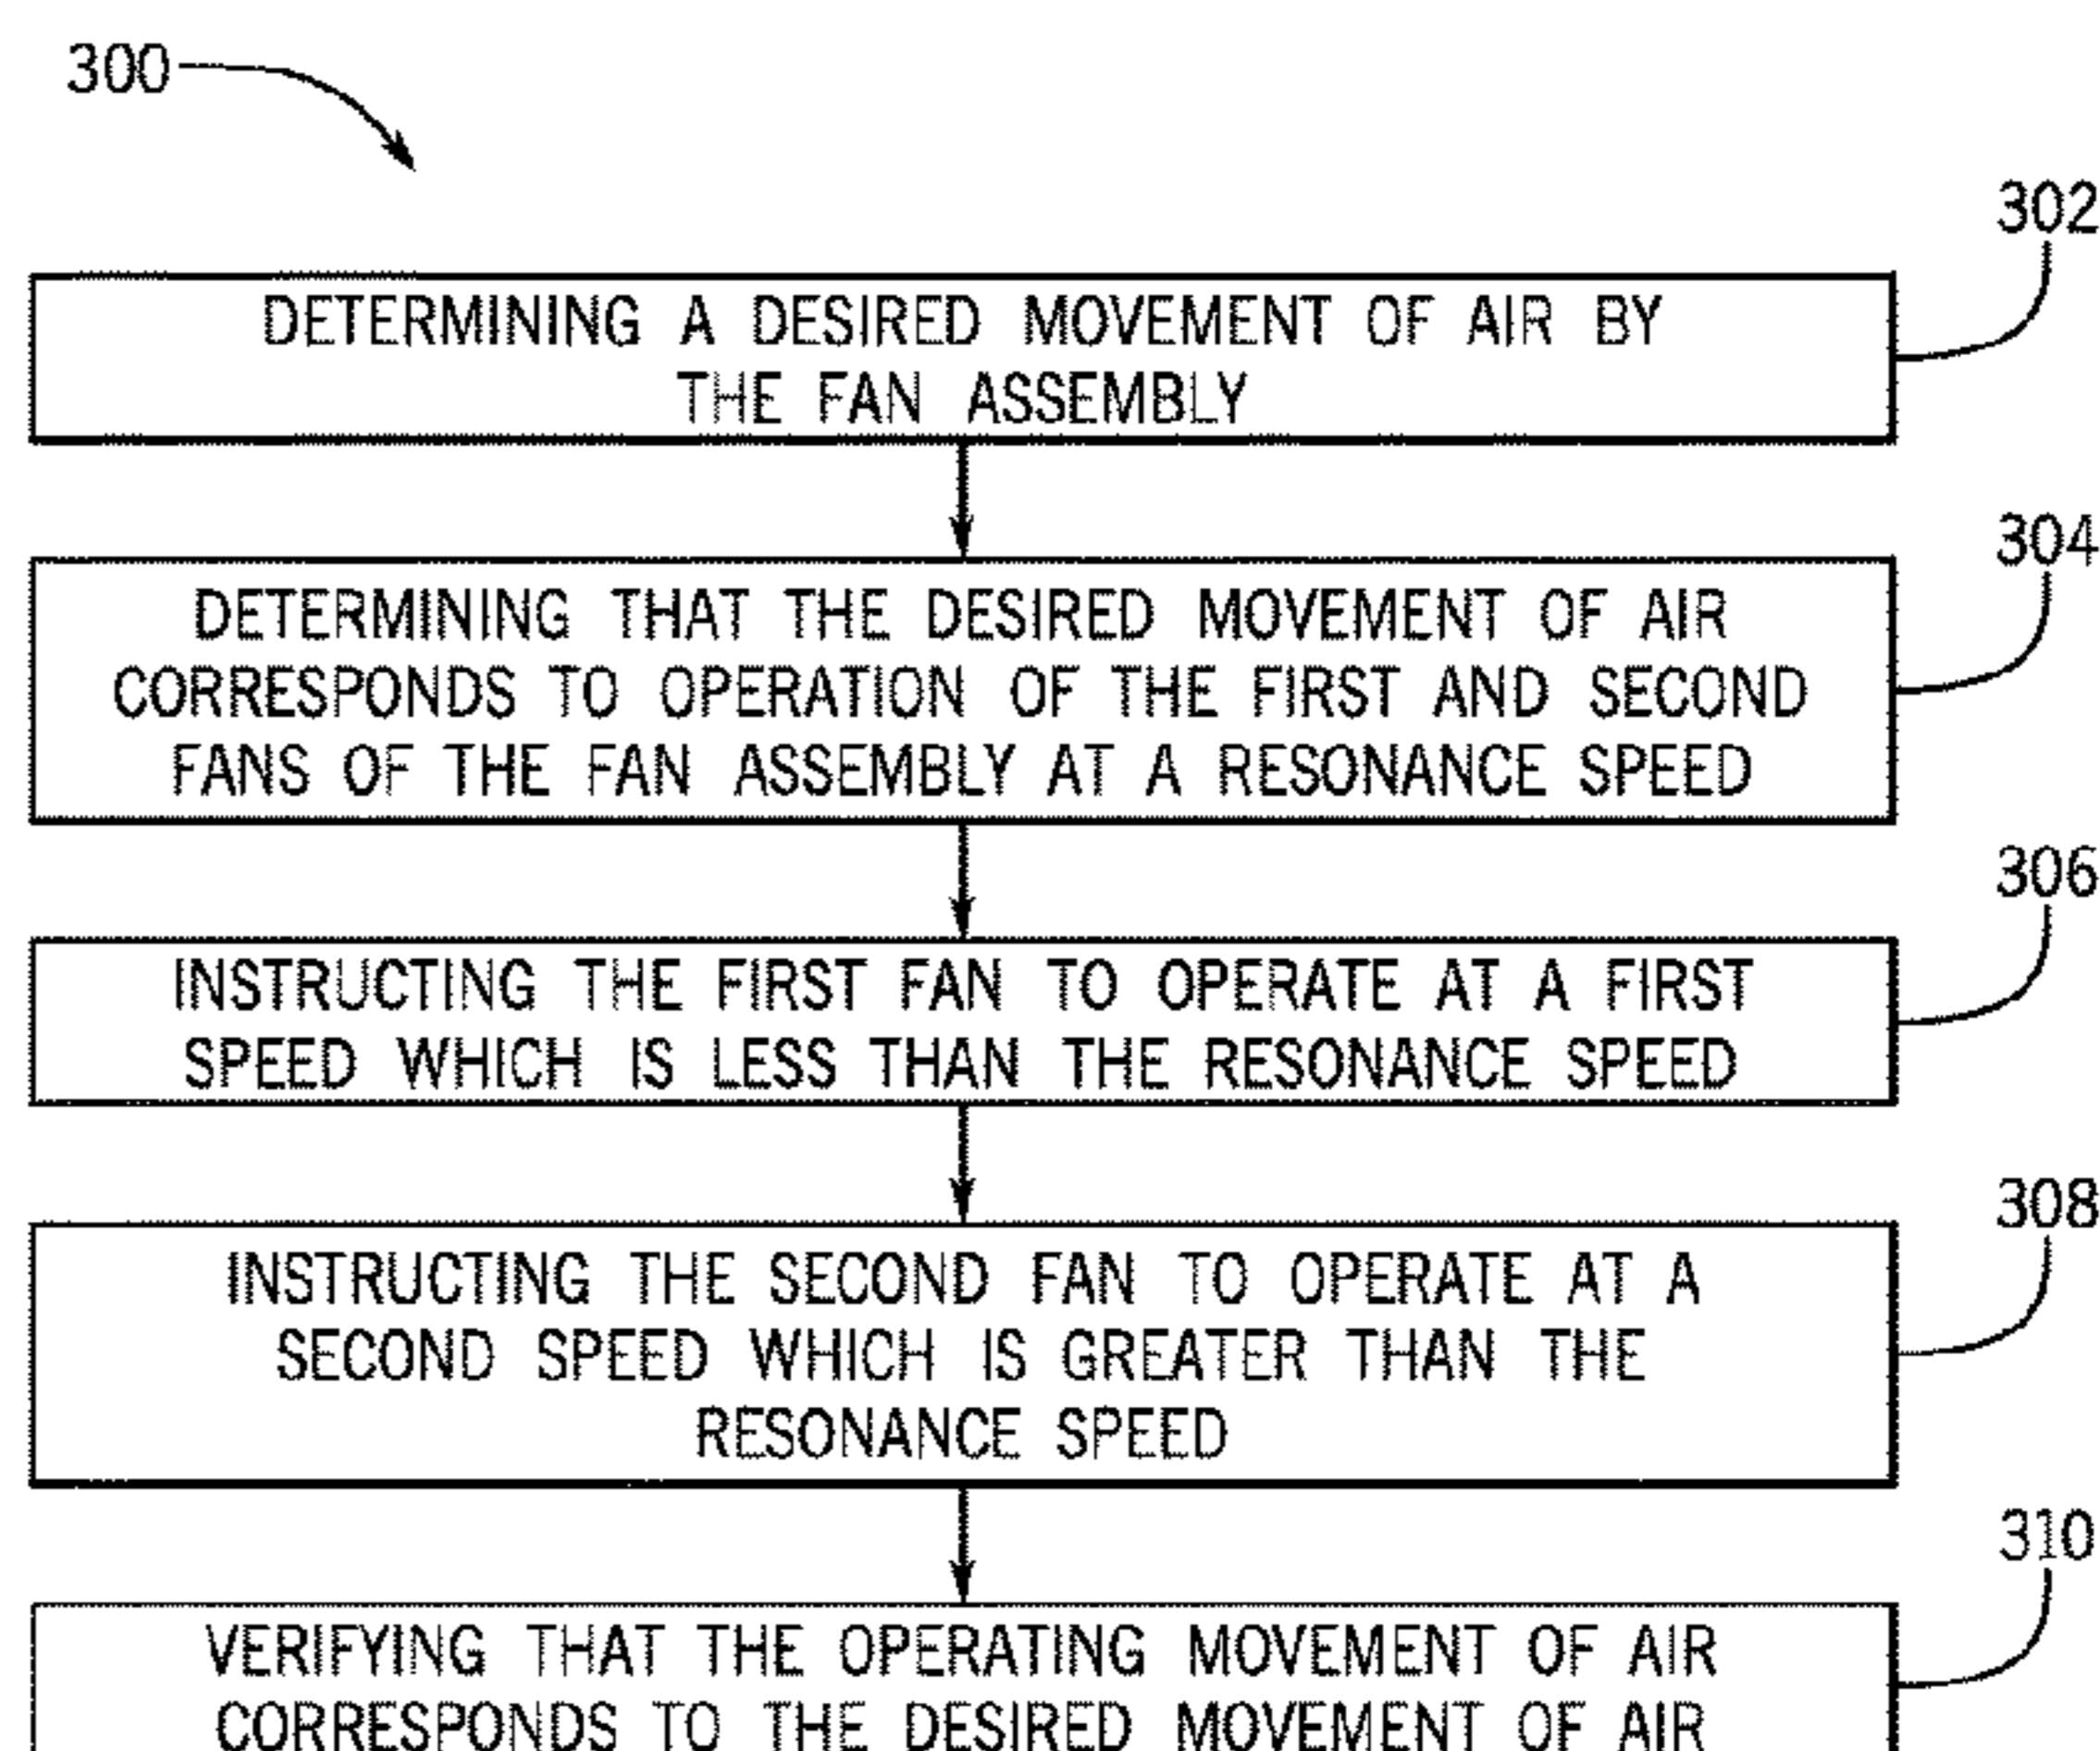 300
302
DETERMINING A DESIRED MOVEMENT OF AIR BY
THE FAN ASSEMBLY
304
DETERMINING THAT THE DESIRED MOVEMENT OF AIR
CORRESPONDS TO OPERATION OF THE FIRST AND SECOND
FANS OF THE FAN ASSEMBLY AT A RESONANCE SPEED
306
INSTRUCTING THE FIRST FAN TO OPERATE AT A FIRST
SPEED WHICH IS LESS THAN THE RESONANCE SPEED
308
INSTRUCTING THE SECOND FAN TO OPERATE AT A
SECOND SPEED WHICH IS GREATER THAN THE
RESONANCE SPEED
310
VERIFYING THAT THE OPERATING MOVEMENT OF AIR
CORRESPONDS TO THE DESIRED MOVEMENT OF AIR